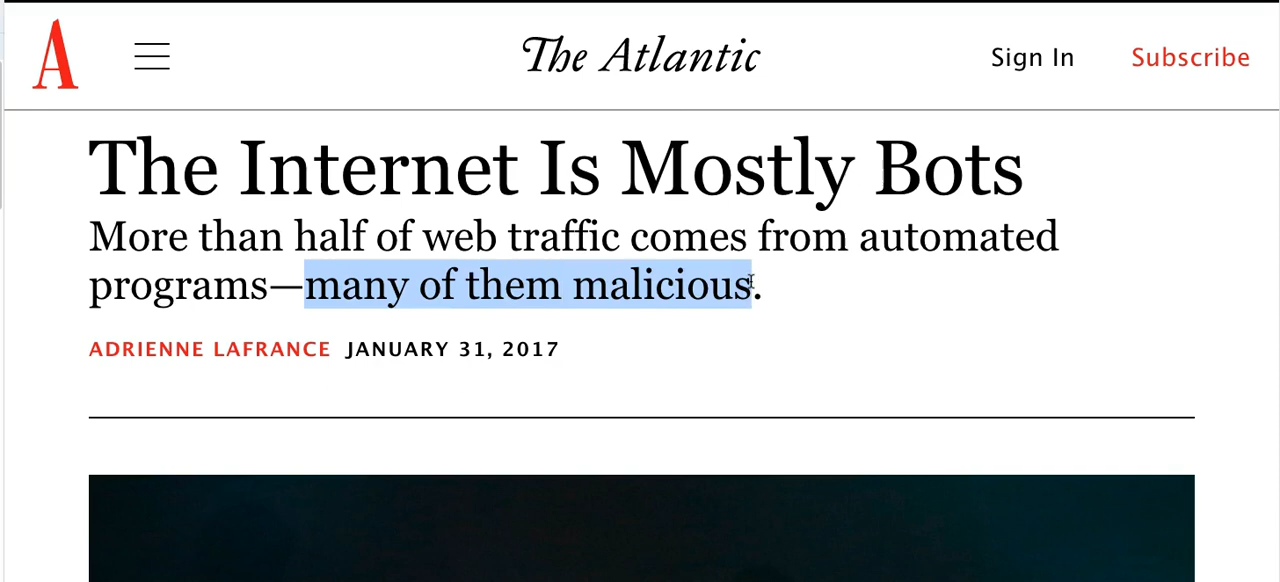 A
The Atlantic
Sign In
Subscribe
The Internet Is Mostly Bots
More than half of web traffic comes from automated
programs—many of them malicious.
ADRIENNE LAFRANCE JANUARY 31, 2017